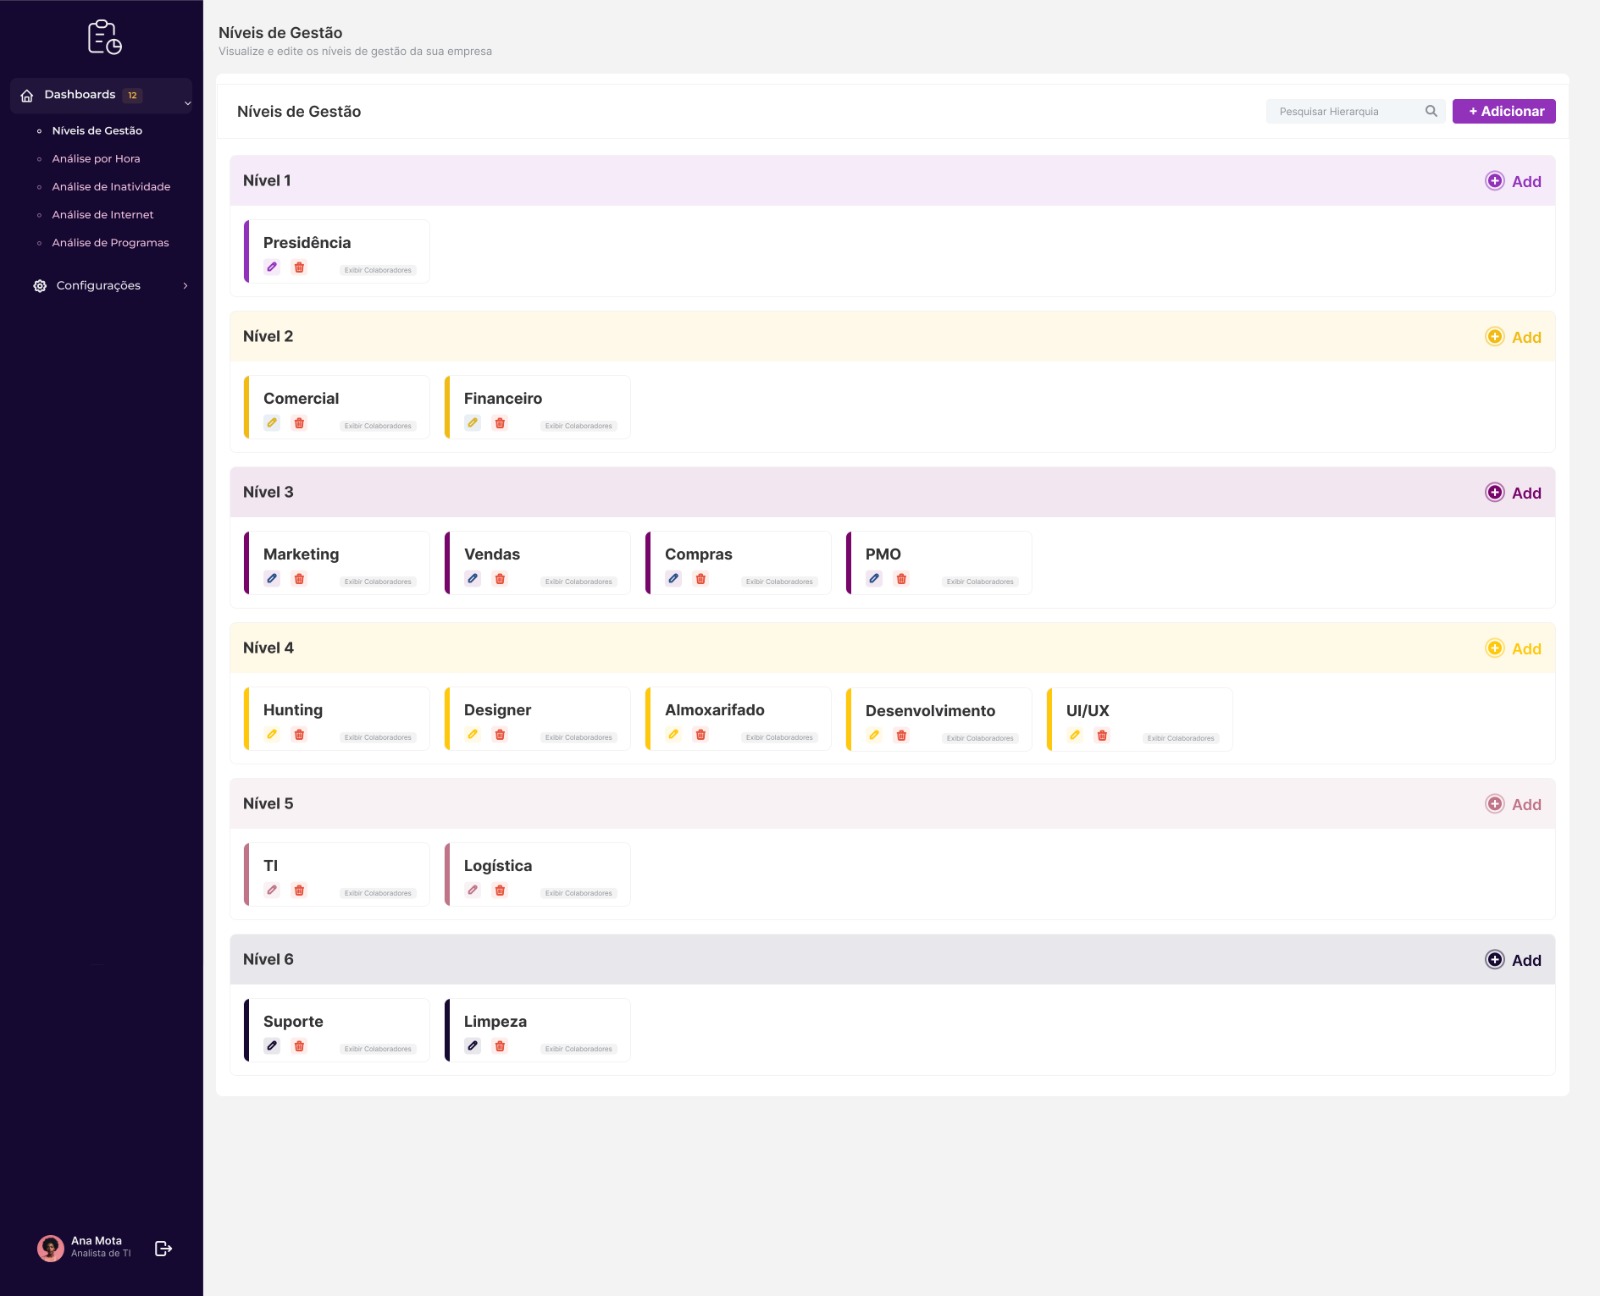 Níveis de Gestão
Visualize e edite os níveis de gestão da sua empresa
Dashboards 12
Níveis de Gestão
Análise por Hora
Análise de Inatividade
Análise de Internet
Análise de Programas
Configurações
Ana Mota
Analista de TI
Níveis de Gestão
Pesquisar Hierarquia
+ Adicionar
Nível 1
Add
Presidência
Exibir Colaboradores
Nível 2
Add
Comercial
Exibir Colaboradores
Financeiro
Exibir Colaboradores
Nível 3
Add
Marketing
Exibir Colaboradores
Vendas
Exibir Colaboradores
Compras
Exibir Colaboradores
PMO
Exibir Colaboradores
Nível 4
Add
Hunting
Exibir Colaboradores
Designer
Exibir Colaboradores
Almoxarifado
Exibir Colaboradores
Desenvolvimento
Exibir Colaboradores
UI/UX
Exibir Colaboradores
Nível 5
Add
TI
Exibir Colaboradores
Logística
Exibir Colaboradores
Nível 6
Add
Suporte
Exibir Colaboradores
Limpeza
Exibir Colaboradores